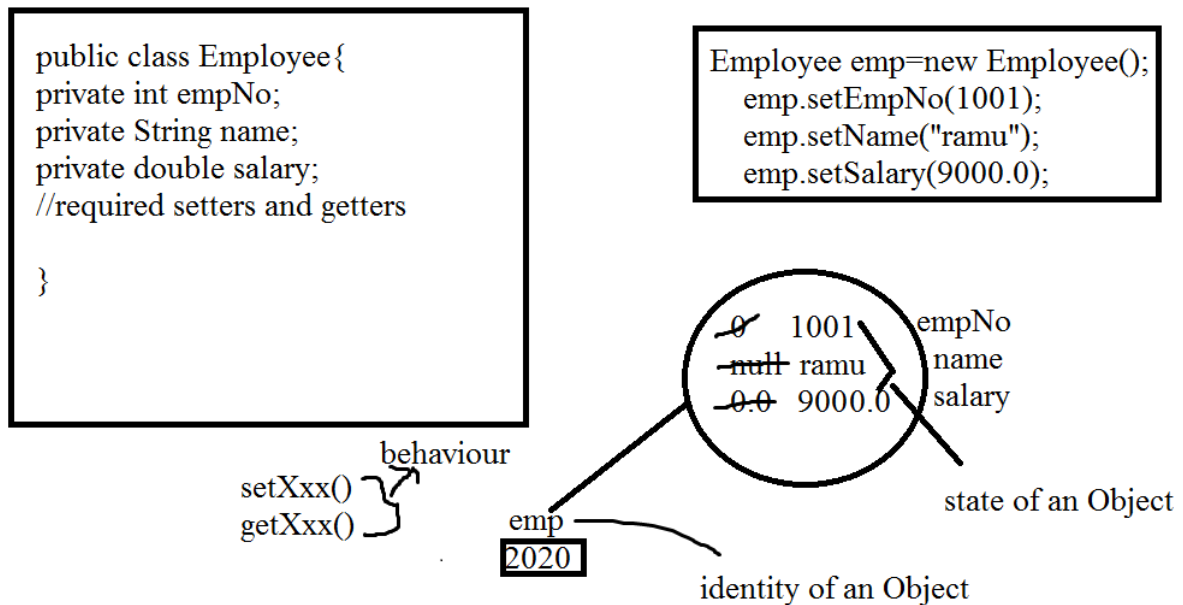 public class Employee{
private int empNo;
private String name;
private double salary;
//required setters and getters
}
Employee emp=new Employee();
emp.setEmpNo(1001);
emp.setName("ramu");
emp.setSalary(9000.0);
0 1001 empNo
null ramu name
0.0 9000.0 salary
state of an Object
behaviour
setXxx()
getXxx()
emp
2020
identity of an Object